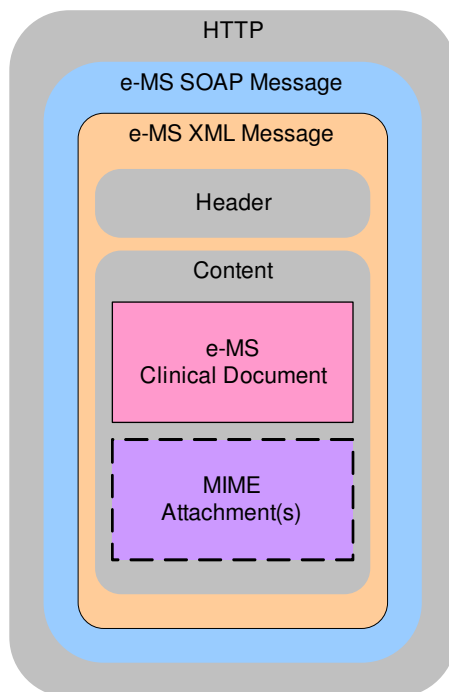 HTTP
e-MS SOAP Message
e-MS XML Message
Header
Content
e-MS
Clinical Document
MIME
Attachment(s)